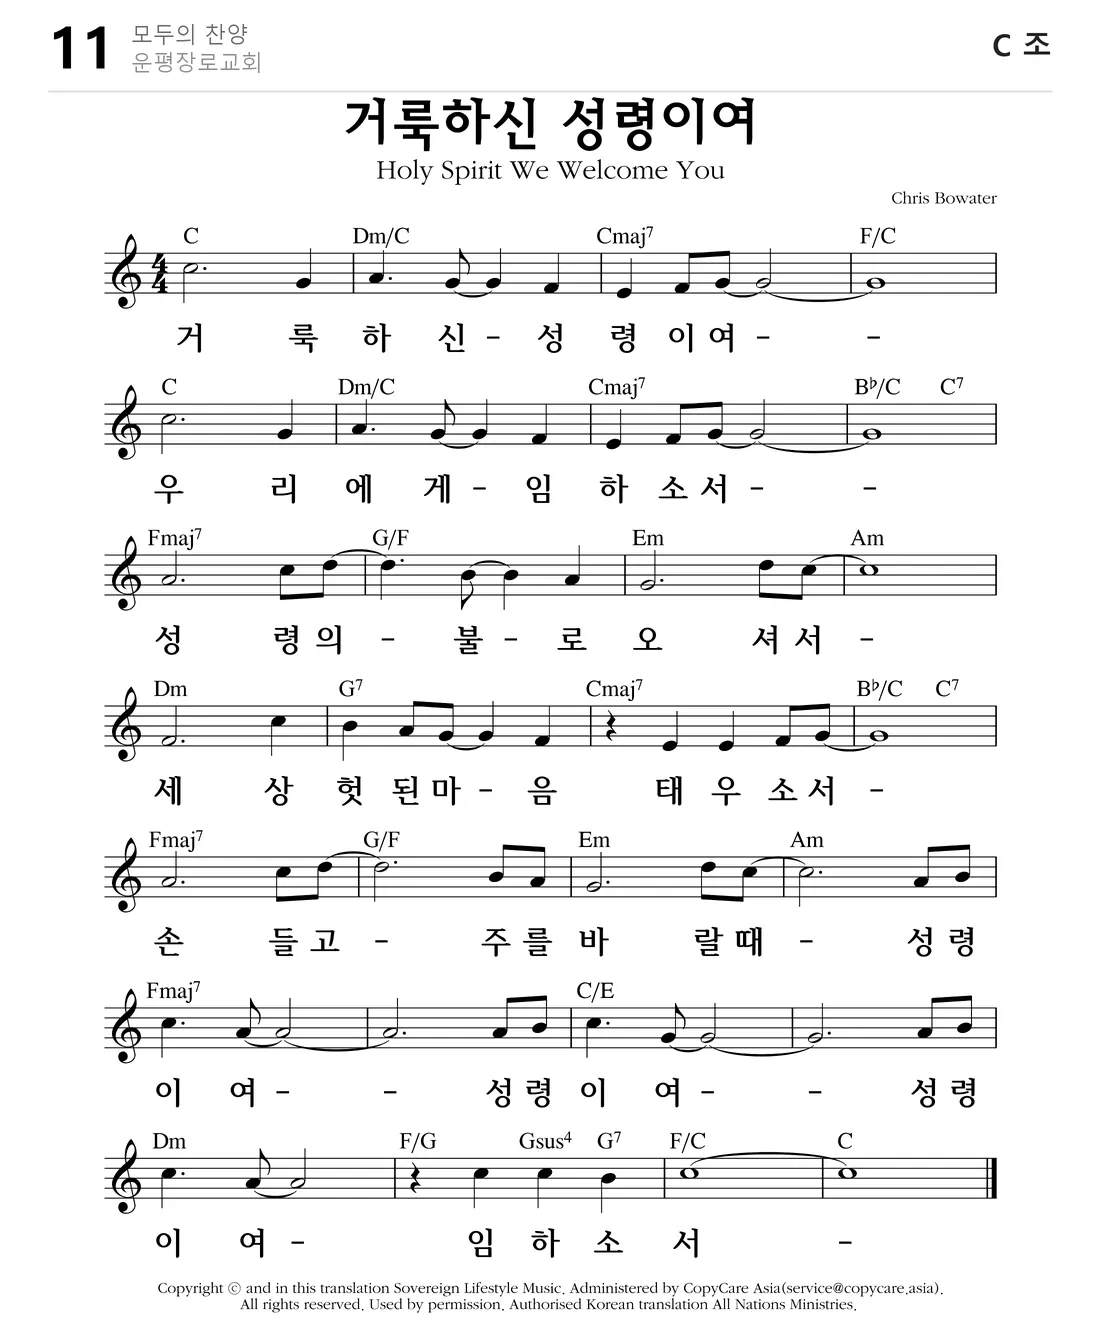 11 모두의 찬양
운평장로교회
C 조
거룩하신 성령이여
Holy Spirit We Welcome You
Chris Bowater
C Dm/C Cmaj7 F/C
거 룩 하 신 - 성 령 이 여 - -
C Dm/C Cmaj7 B♭/C C7
우 리 에 게 - 임 하 소 서 - -
Fmaj7 G/F Em Am
성 령 의 - 불 - 로 오 셔 서 -
Dm G7 Cmaj7 B♭/C C7
세 상 헛 된 마 - 음 태 우 소 서 -
Fmaj7 G/F Em Am
손 들 고 - 주 를 바 랄 때 - 성 령
Fmaj7 C/E
이 여 - - 성 령 이 여 - - 성 령
Dm F/G Gsus4 G7 F/C C
이 여 - 임 하 소 서 -
Copyright ⓒ and in this translation Sovereign Lifestyle Music. Administered by CopyCare Asia(service@copycare.asia).
All rights reserved. Used by permission. Authorised Korean translation All Nations Ministries.